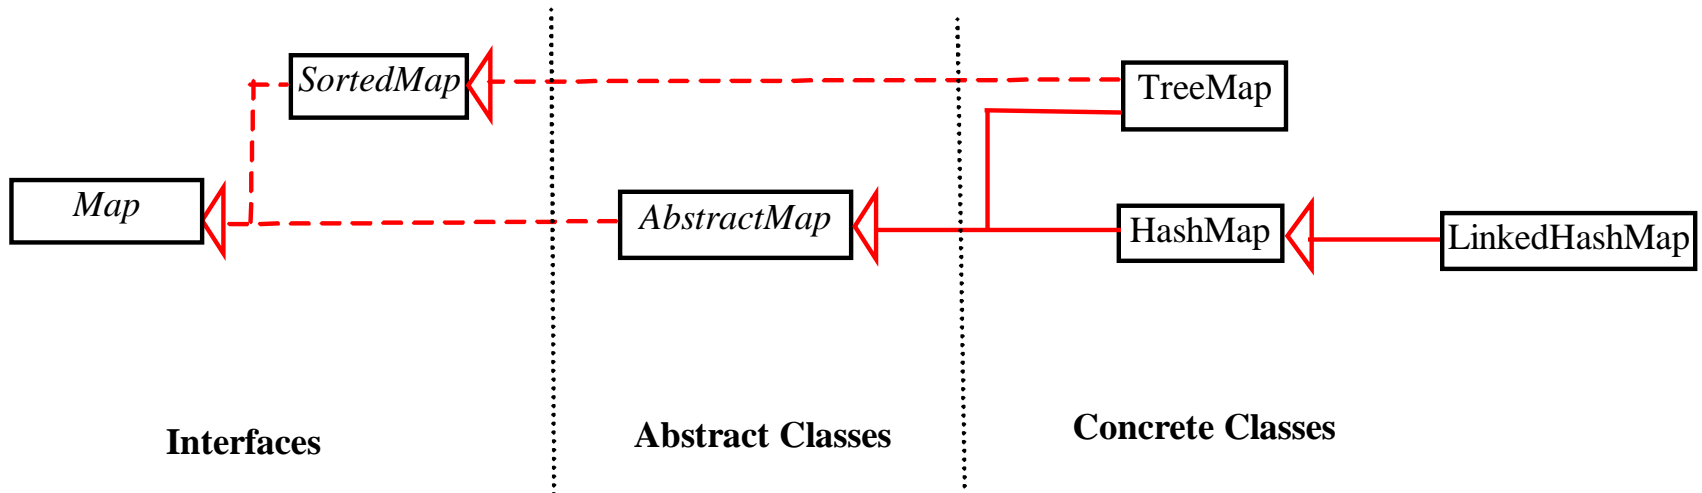 SortedMap
TreeMap
Map
AbstractMap
HashMap
LinkedHashMap
Interfaces
Abstract Classes
Concrete Classes